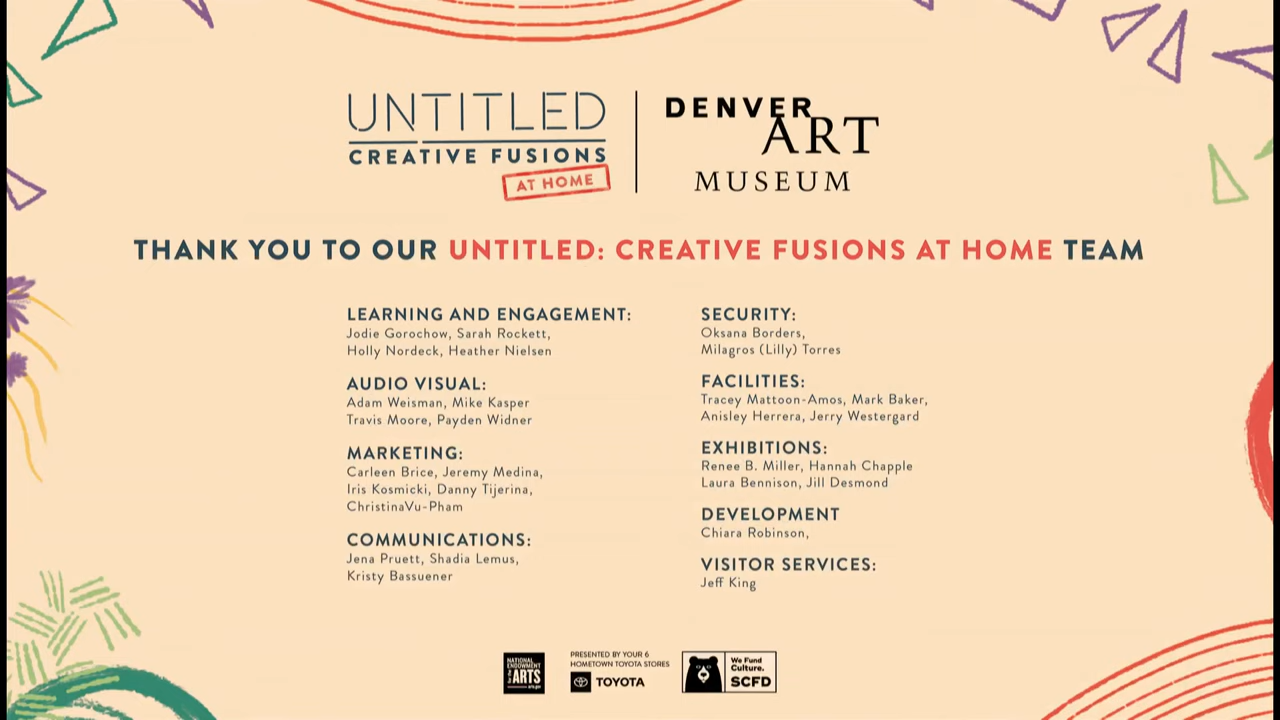 UNTITLED
CREATIVE FUSIONS
AT HOME
DENVER
ART
MUSEUM
THANK YOU TO OUR UNTITLED: CREATIVE FUSIONS AT HOME TEAM
LEARNING AND ENGAGEMENT:
Jodie Gorochow, Sarah Rockett,
Holly Nordeck, Heather Nielsen
AUDIO VISUAL:
Adam Weisman, Mike Kasper
Travis Moore, Payden Widner
MARKETING:
Carleen Brice, Jeremy Medina,
Iris Kosmicki, Danny Tijerina,
ChristinaVu-Pham
COMMUNICATIONS:
Jena Pruett, Shadia Lemus,
Kristy Bassuener
SECURITY:
Oksana Borders,
Milagros (Lilly) Torres
FACILITIES:
Tracey Mattoon-Amos, Mark Baker,
Anisley Herrera, Jerry Westergard
EXHIBITIONS:
Renee B. Miller, Hannah Chapple
Laura Bennison, Jill Desmond
DEVELOPMENT
Chiara Robinson,
VISITOR SERVICES:
Jeff King
NATIONAL
ENDOWMENT
for the ARTS
arts.gov
PRESENTED BY YOUR 6
HOMETOWN TOYOTA STORES
TOYOTA
We Fund
Culture.
SCFD